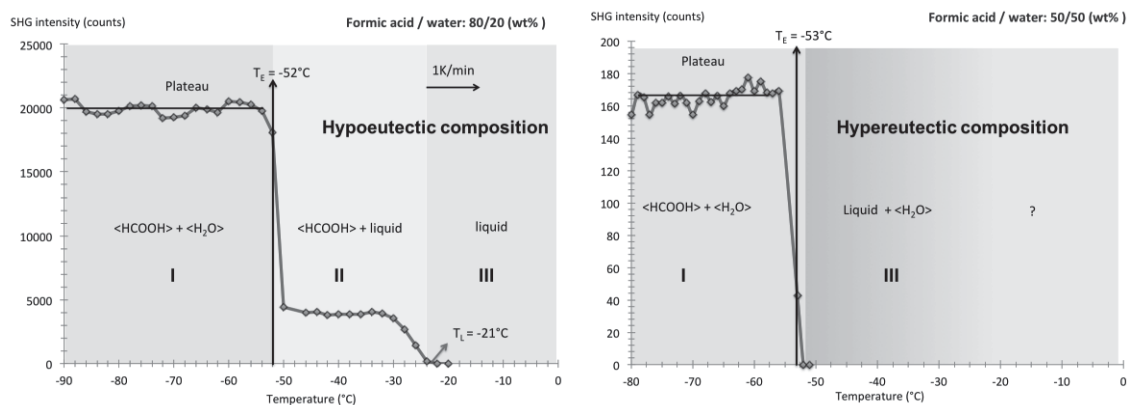 SHG intensity (counts)
Formic acid / water: 80/20 (wt% )
25000
20000
15000
10000
5000
0
T_E = -52°C
1K/min
Plateau
Hypoeutectic composition
<HCOOH> + <H₂O>
<HCOOH> + liquid
liquid
I
II
III
T_L = -21°C
-90
-80
-70
-60
-50
-40
-30
-20
-10
0
Temperature (°C)
SHG intensity (counts)
Formic acid / water: 50/50 (wt% )
200
180
160
140
120
100
80
60
40
20
0
T_E = -53°C
Plateau
Hypereutectic composition
<HCOOH> + <H₂O>
Liquid + <H₂O>
?
I
III
-80
-70
-60
-50
-40
-30
-20
-10
0
Temperature (°C)